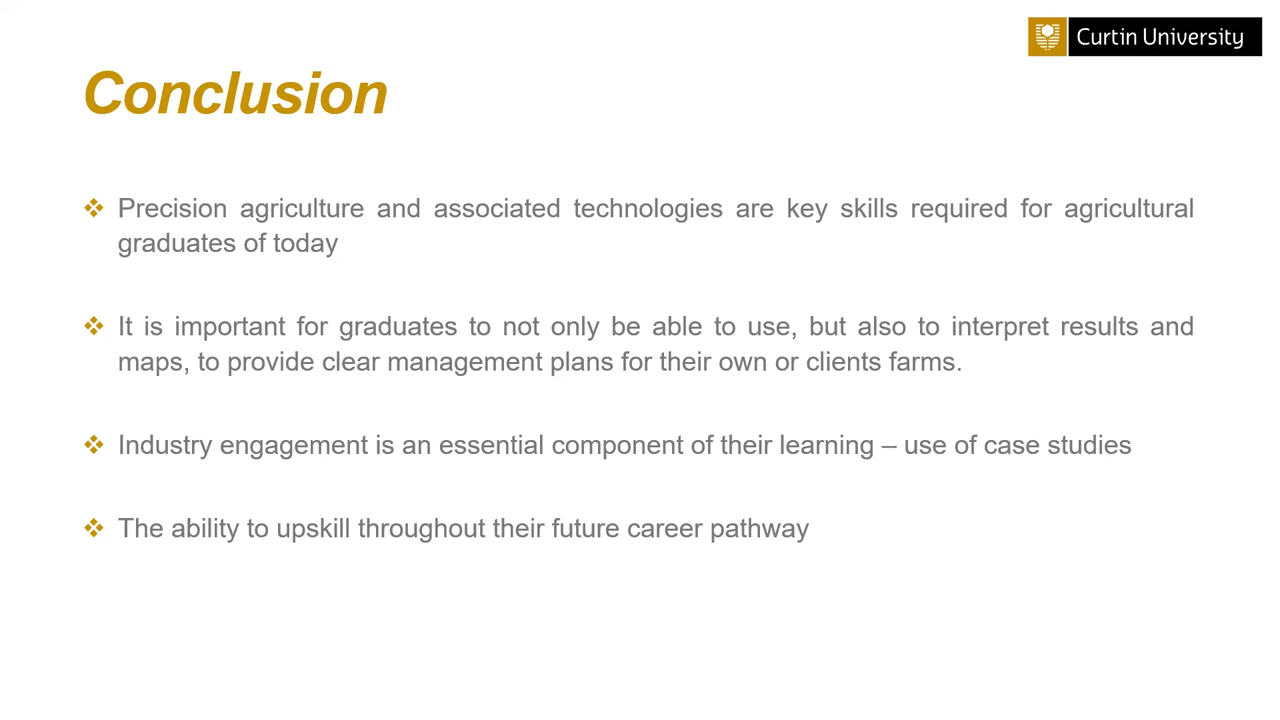 Curtin University
Conclusion
Precision agriculture and associated technologies are key skills required for agricultural
graduates of today
It is important for graduates to not only be able to use, but also to interpret results and
maps, to provide clear management plans for their own or clients farms.
Industry engagement is an essential component of their learning – use of case studies
The ability to upskill throughout their future career pathway